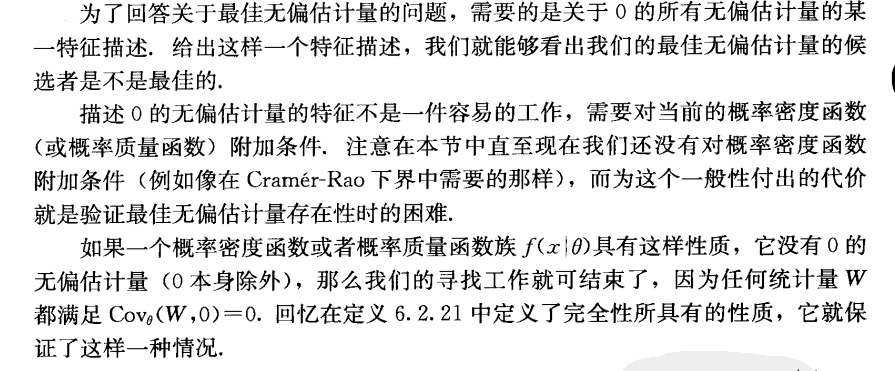 为了回答关于最佳无偏估计量的问题，需要的是关于 0 的所有无偏估计量的某
一特征描述. 给出这样一个特征描述，我们就能够看出我们的最佳无偏估计量的候
选者是不是最佳的.
描述 0 的无偏估计量的特征不是一件容易的工作，需要对当前的概率密度函数
（或概率质量函数）附加条件. 注意在本节中直至现在我们还没有对概率密度函数
附加条件（例如像在 Cramér-Rao 下界中需要的那样），而为这个一般性付出的代价
就是验证最佳无偏估计量存在性时的困难.
如果一个概率密度函数或者概率质量函数族 f(x|θ)具有这样性质，它没有 0 的
无偏估计量（0 本身除外），那么我们的寻找工作就可结束了，因为任何统计量 W
都满足 Covθ(W,0)=0. 回忆在定义 6.2.21 中定义了完全性所具有的性质，它就保
证了这样一种情况.